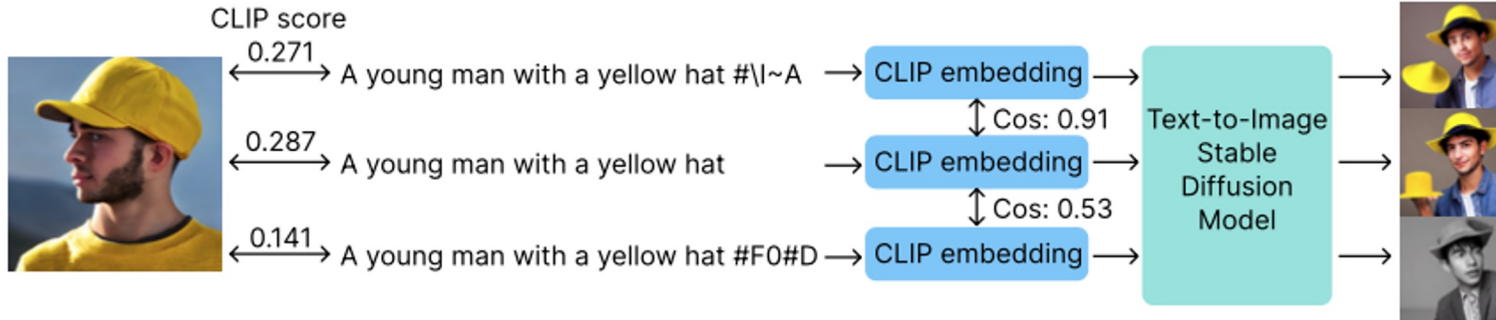 CLIP score
0.271
A young man with a yellow hat #\l~A
CLIP embedding
Cos: 0.91
0.287
A young man with a yellow hat
CLIP embedding
Text-to-Image
Stable
Diffusion
Model
Cos: 0.53
0.141
A young man with a yellow hat #F0#D
CLIP embedding